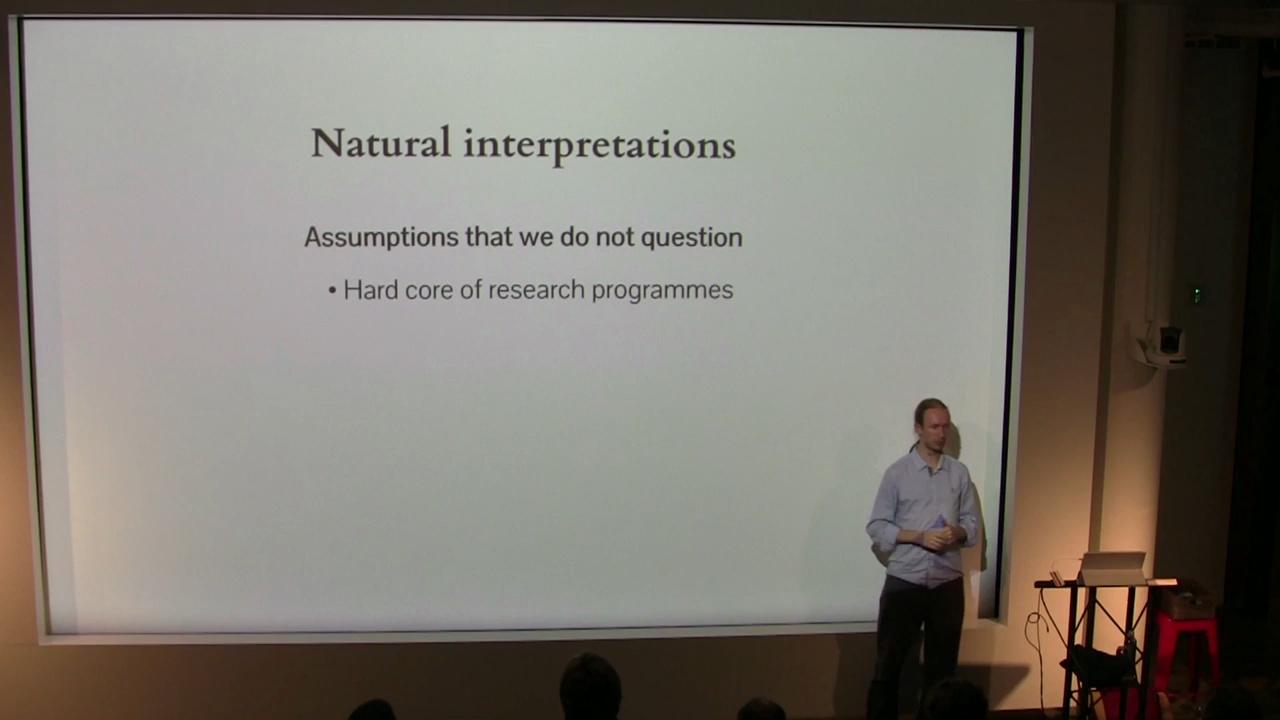 Natural interpretations
Assumptions that we do not question
• Hard core of research programmes